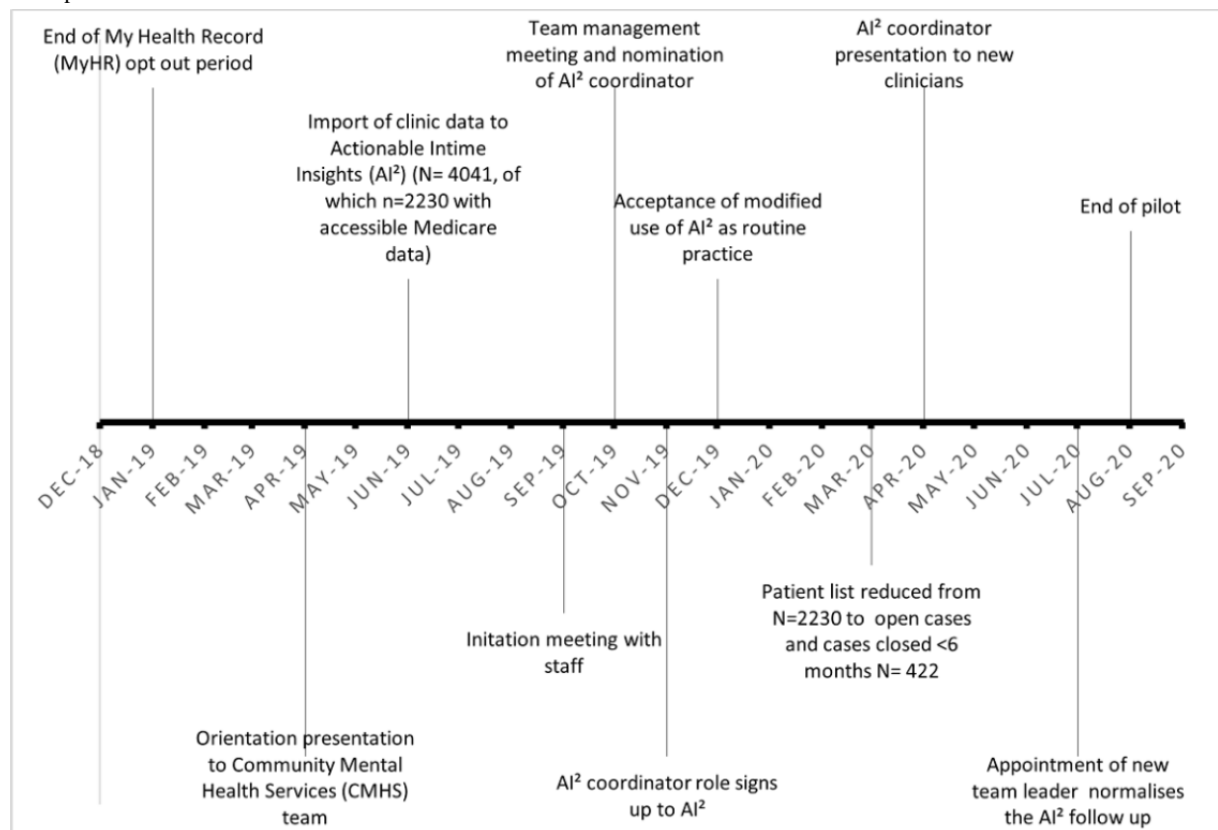 End of My Health Record
(MyHR) opt out period
Import of clinic data to
Actionable Intime
Insights (AI²) (N= 4041, of
which n=2230 with
accessible Medicare
data)
Team management
meeting and nomination
of AI² coordinator
Acceptance of modified
use of AI² as routine
practice
AI² coordinator
presentation to new
clinicians
End of pilot
DEC-18
JAN-19
FEB-19
MAR-19
APR-19
MAY-19
JUN-19
JUL-19
AUG-19
SEP-19
OCT-19
NOV-19
DEC-19
JAN-20
FEB-20
MAR-20
APR-20
MAY-20
JUN-20
JUL-20
AUG-20
SEP-20
Orientation presentation
to Community Mental
Health Services (CMHS)
team
Initation meeting with
staff
AI² coordinator role signs
up to AI²
Patient list reduced from
N=2230 to open cases
and cases closed <6
months N= 422
Appointment of new
team leader normalises
the AI² follow up